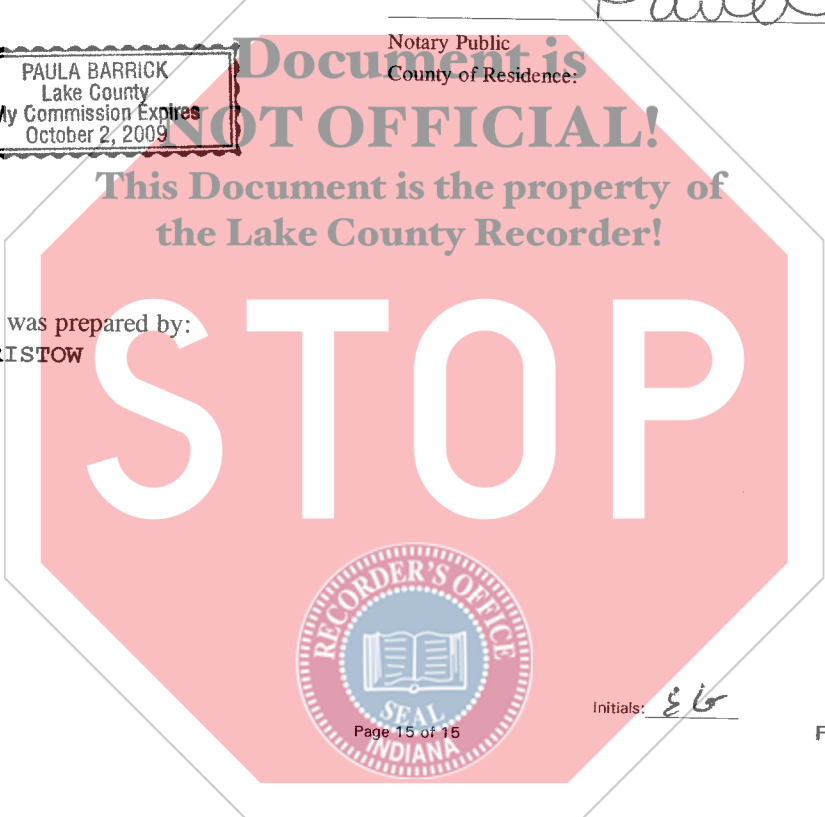 Notary Public
County of Residence:
PAULA BARRICK
Lake County
My Commission Expires
October 2, 2009
Document is
NOT OFFICIAL!
This Document is the property of
the Lake County Recorder!
was prepared by:
RISTOW
STOP
RECORDER'S OFFICE
SEAL
INDIANA
Initials:
Page 15 of 15
F